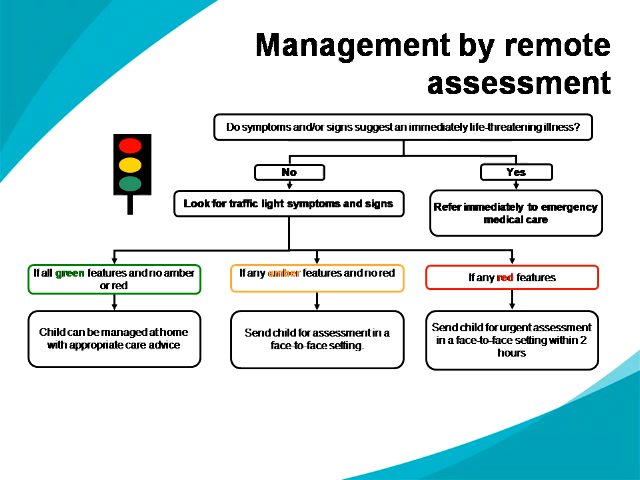 Management by remote
assessment
Do symptoms and/or signs suggest an immediately life-threatening illness?
No
Yes
Look for traffic light symptoms and signs
Refer immediately to emergency
medical care
If all green features and no amber
or red
If any amber features and no red
If any red features
Child can be managed at home
with appropriate care advice
Send child for assessment in a
face-to-face setting.
Send child for urgent assessment
in a face-to-face setting within 2
hours